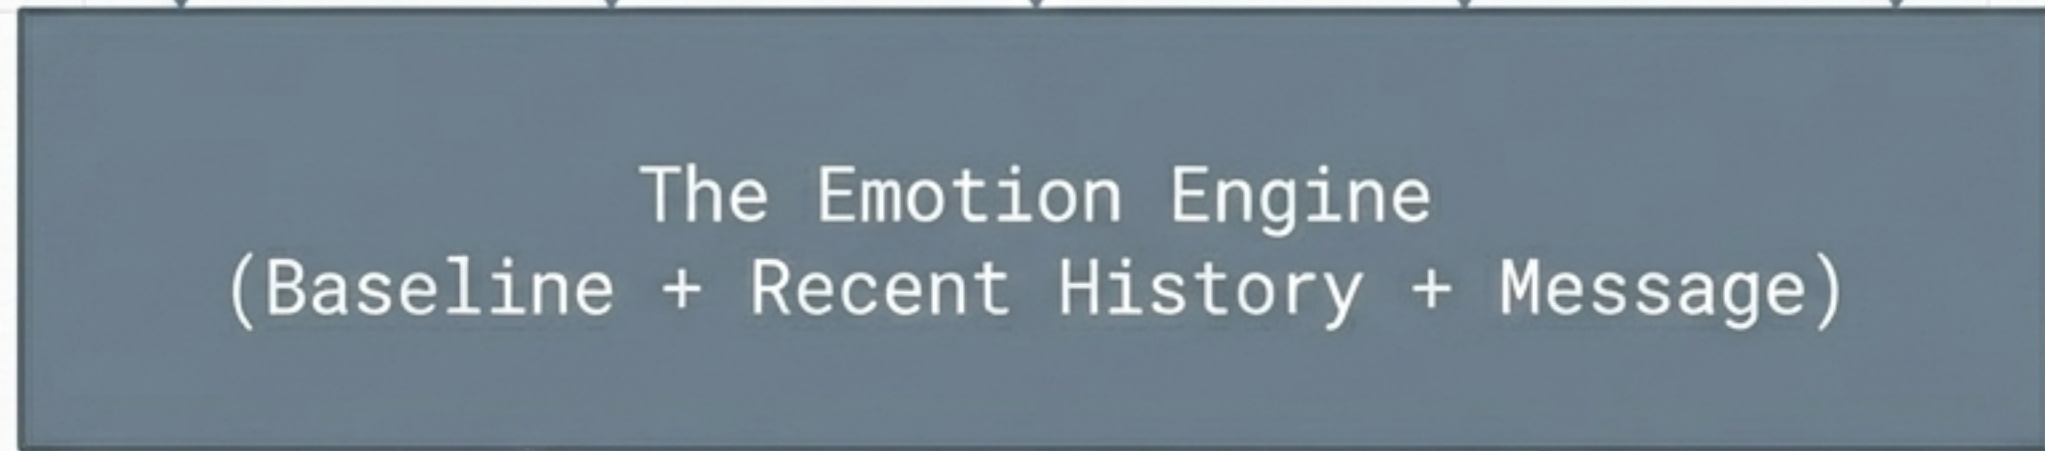 The Emotion Engine
(Baseline + Recent History + Message)